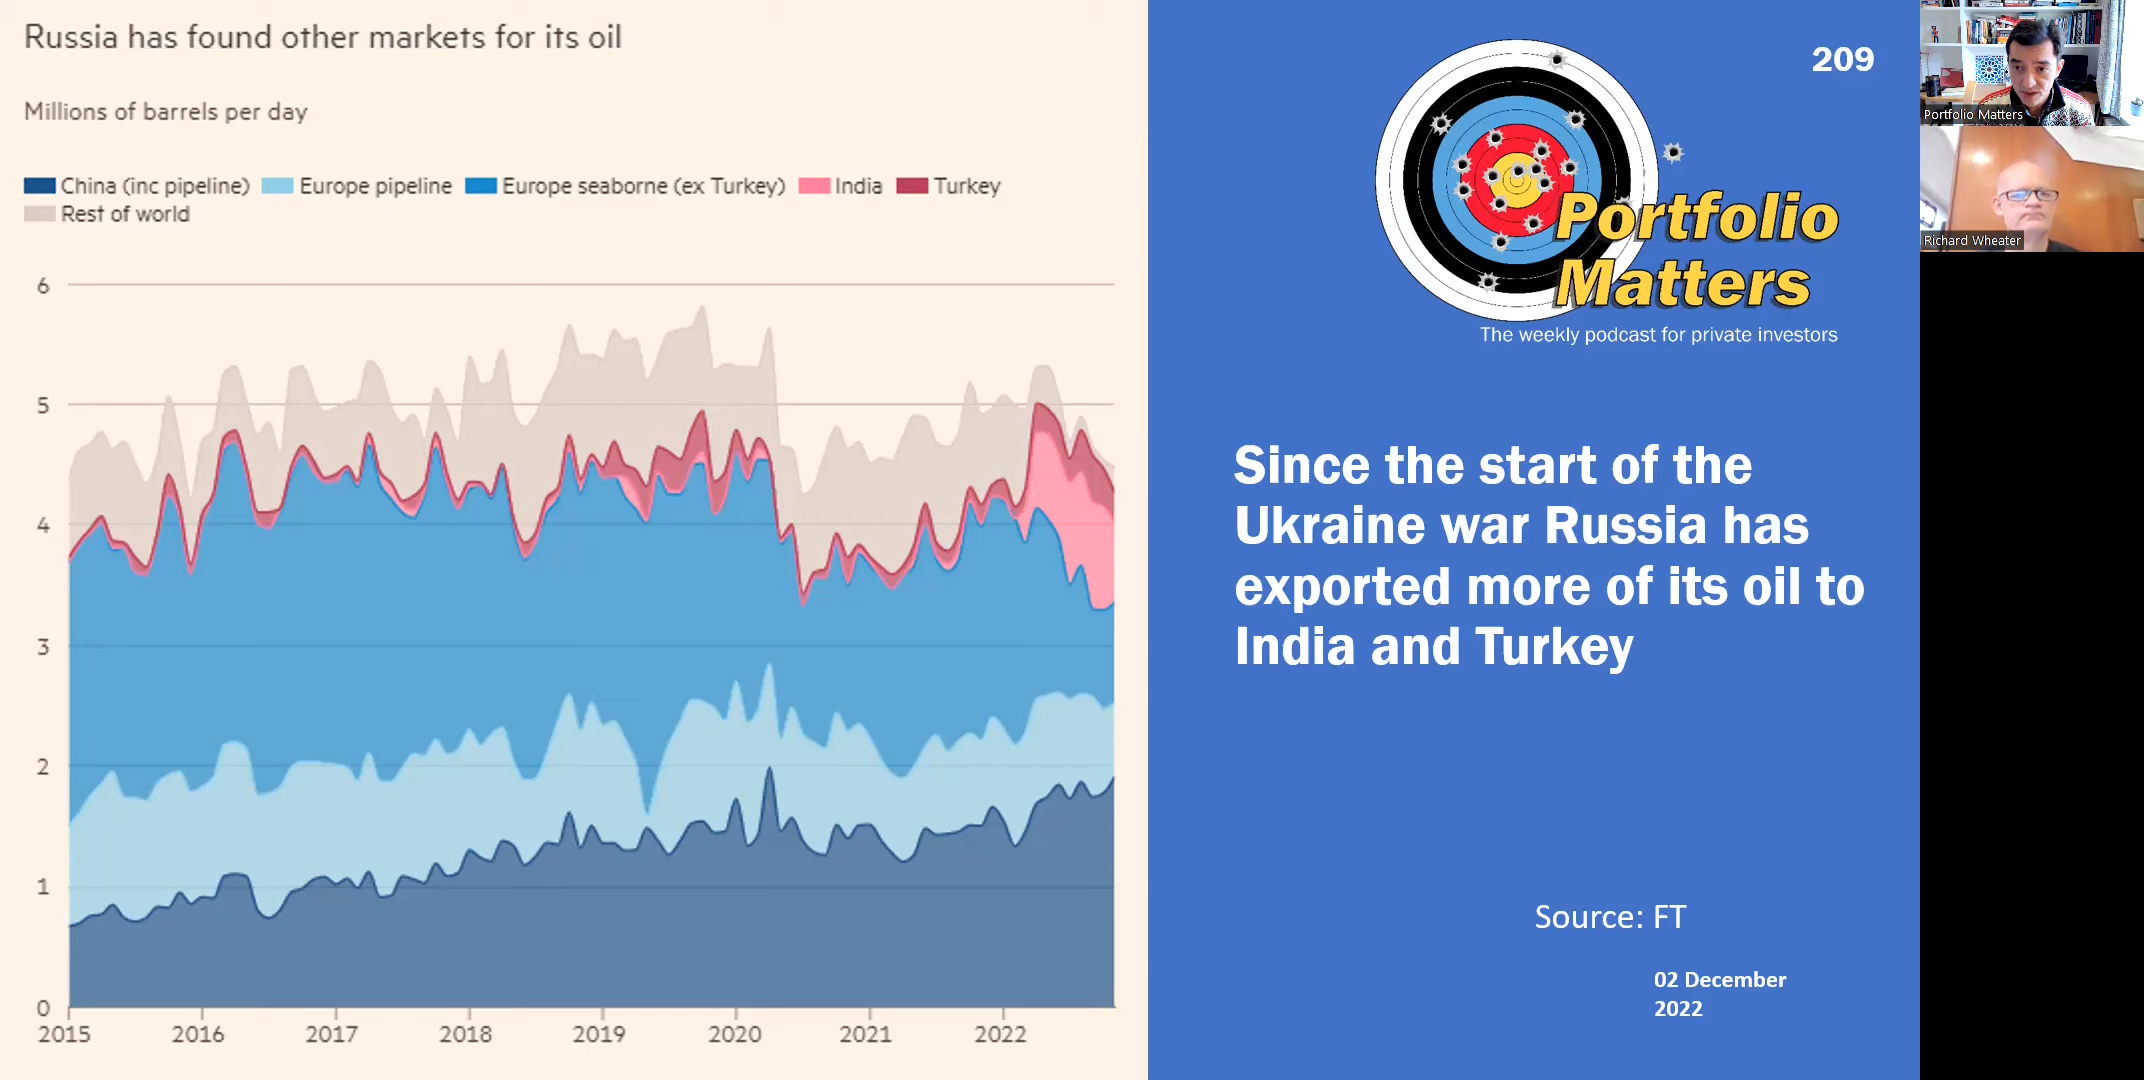 Russia has found other markets for its oil
Millions of barrels per day
China (inc pipeline) Europe pipeline Europe seaborne (ex Turkey) India Turkey
Rest of world
6
5
4
3
2
1
0
2015 2016 2017 2018 2019 2020 2021 2022
209
Portfolio
Matters
The weekly podcast for private investors
Since the start of the
Ukraine war Russia has
exported more of its oil to
India and Turkey
Source: FT
02 December
2022
Portfolio Matters
Richard Wheater